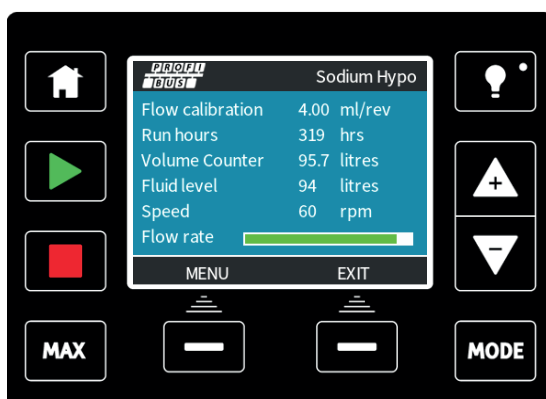 PROFI
BUS
Sodium Hypo
Flow calibration 4.00 ml/rev
Run hours 319 hrs
Volume Counter 95.7 litres
Fluid level 94 litres
Speed 60 rpm
Flow rate
MENU EXIT
+
−
MAX
MODE